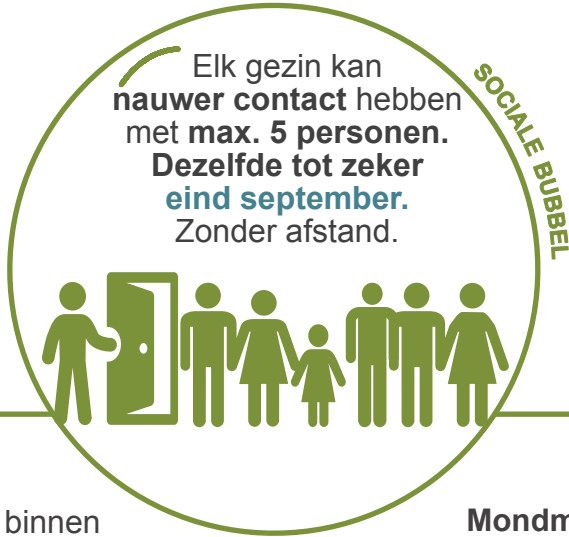 Elk gezin kan
nauwer contact hebben
met max. 5 personen.
Dezelfde tot zeker
eind september.
Zonder afstand.
SOCIALE BUBBEL
binnen